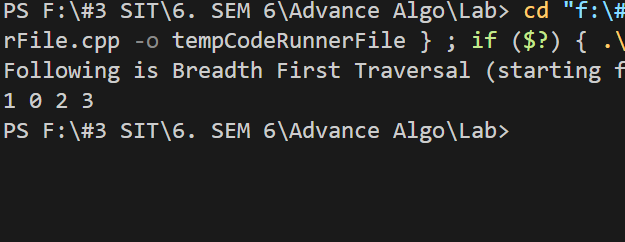 PS F:\#3 SIT\6. SEM 6\Advance Algo\Lab> cd "f:\#
rFile.cpp -o tempCodeRunnerFile } ; if ($?) { .\
Following is Breadth First Traversal (starting f
1 0 2 3
PS F:\#3 SIT\6. SEM 6\Advance Algo\Lab>